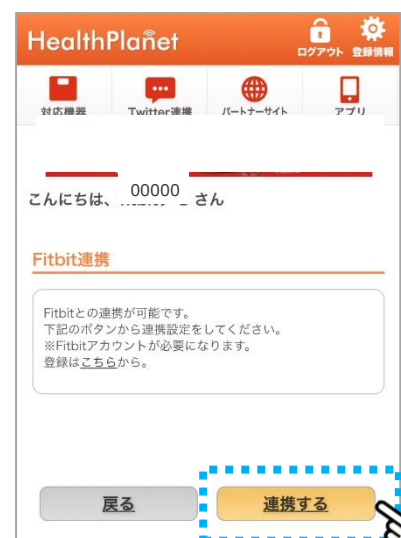 HealthPlanet
ログアウト 登録情報
対応機器 Twitter連携 パートナーサイト アプリ
こんにちは、 00000 さん
Fitbit連携
Fitbitとの連携が可能です。
下記のボタンから連携設定をしてください。
※Fitbitアカウントが必要になります。
登録はこちらから。
戻る 連携する